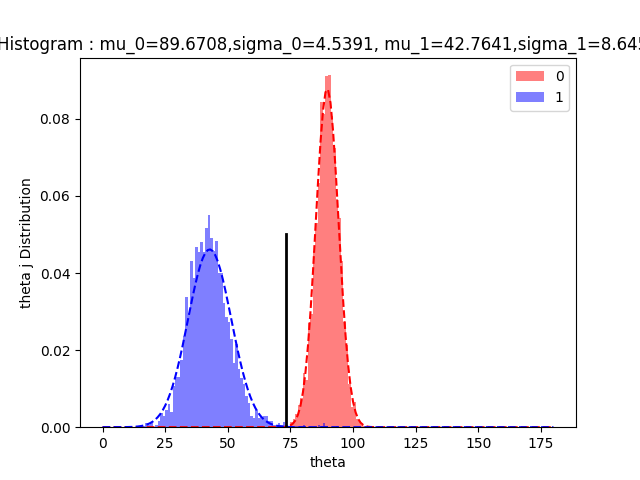 Histogram : mu_0=89.6708,sigma_0=4.5391, mu_1=42.7641,sigma_1=8.645
0
1
theta j Distribution
0.08
0.06
0.04
0.02
0.00
0 25 50 75 100 125 150 175
theta